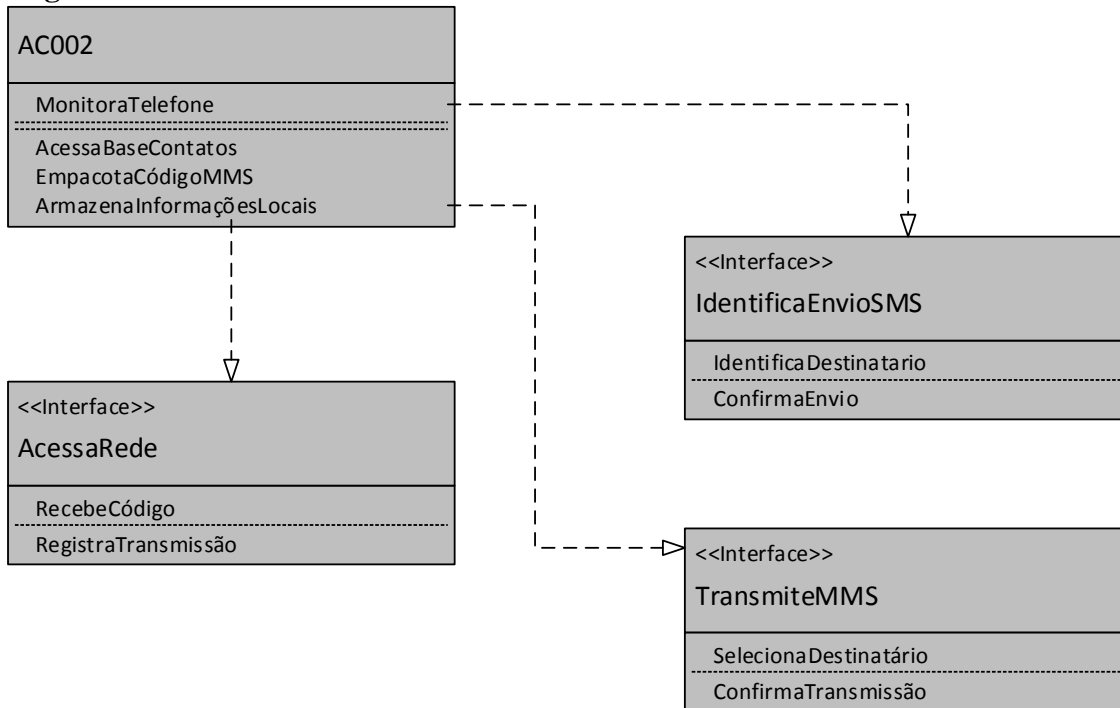 AC002
MonitoraTelefone
AcessaBaseContatos
EmpacotaCódigoMMS
ArmazenaInformaçõesLocais
<<Interface>>
IdentificaEnvioSMS
IdentificaDestinatario
ConfirmaEnvio
<<Interface>>
AcessaRede
RecebeCódigo
RegistraTransmissão
<<Interface>>
TransmiteMMS
SelecionaDestinatário
ConfirmaTransmissão